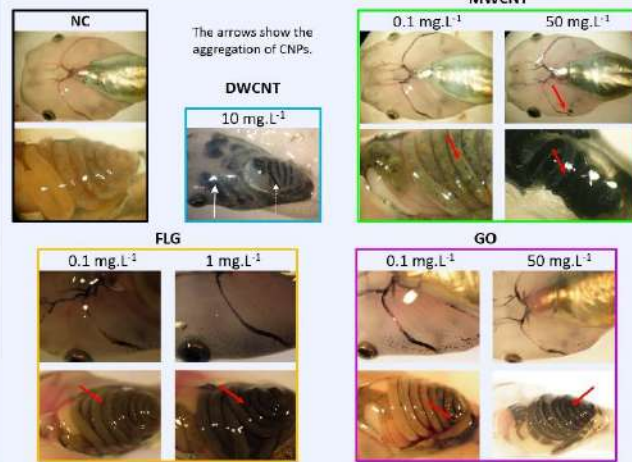 MWCNT
NC
The arrows show the
aggregation of CNPs.
0.1 mg.L⁻¹ 50 mg.L⁻¹
DWCNT
10 mg.L⁻¹
FLG
0.1 mg.L⁻¹ 1 mg.L⁻¹
GO
0.1 mg.L⁻¹ 50 mg.L⁻¹